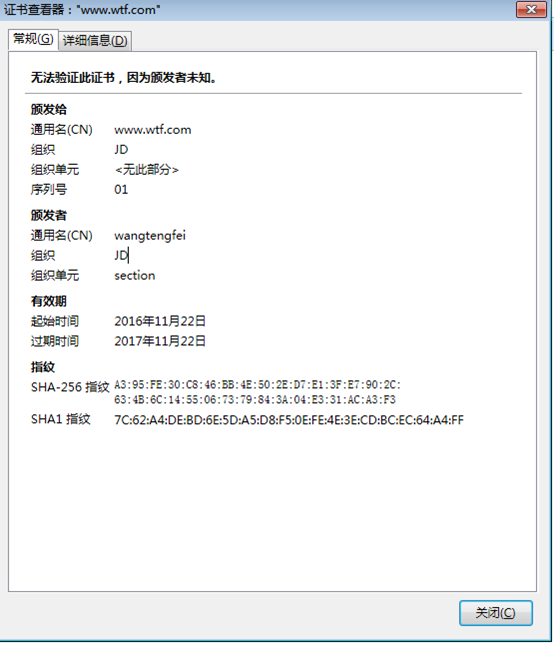 证书查看器："www.wtf.com"
常规(G) 详细信息(D)
无法验证此证书，因为颁发者未知。
颁发给
通用名(CN) www.wtf.com
组织 JD
组织单元 <无此部分>
序列号 01
颁发者
通用名(CN) wangtengfei
组织 JD
组织单元 section
有效期
起始时间 2016年11月22日
过期时间 2017年11月22日
指纹
SHA-256 指纹 A3:95:FE:30:C8:46:BB:4E:50:2E:D7:E1:3F:E7:90:2C:
63:4B:6C:14:55:06:73:79:84:3A:04:E3:31:AC:A3:F3
SHA1 指纹 7C:62:A4:DE:BD:6E:5D:A5:D8:F5:0E:FE:4E:3E:CD:BC:EC:64:A4:FF
关闭(C)